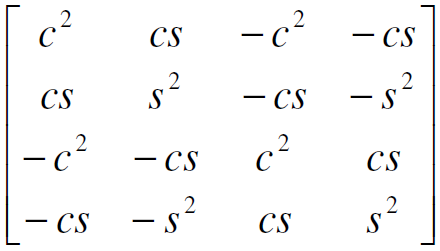 c² cs −c² −cs
cs s² −cs −s²
−c² −cs c² cs
−cs −s² cs s²